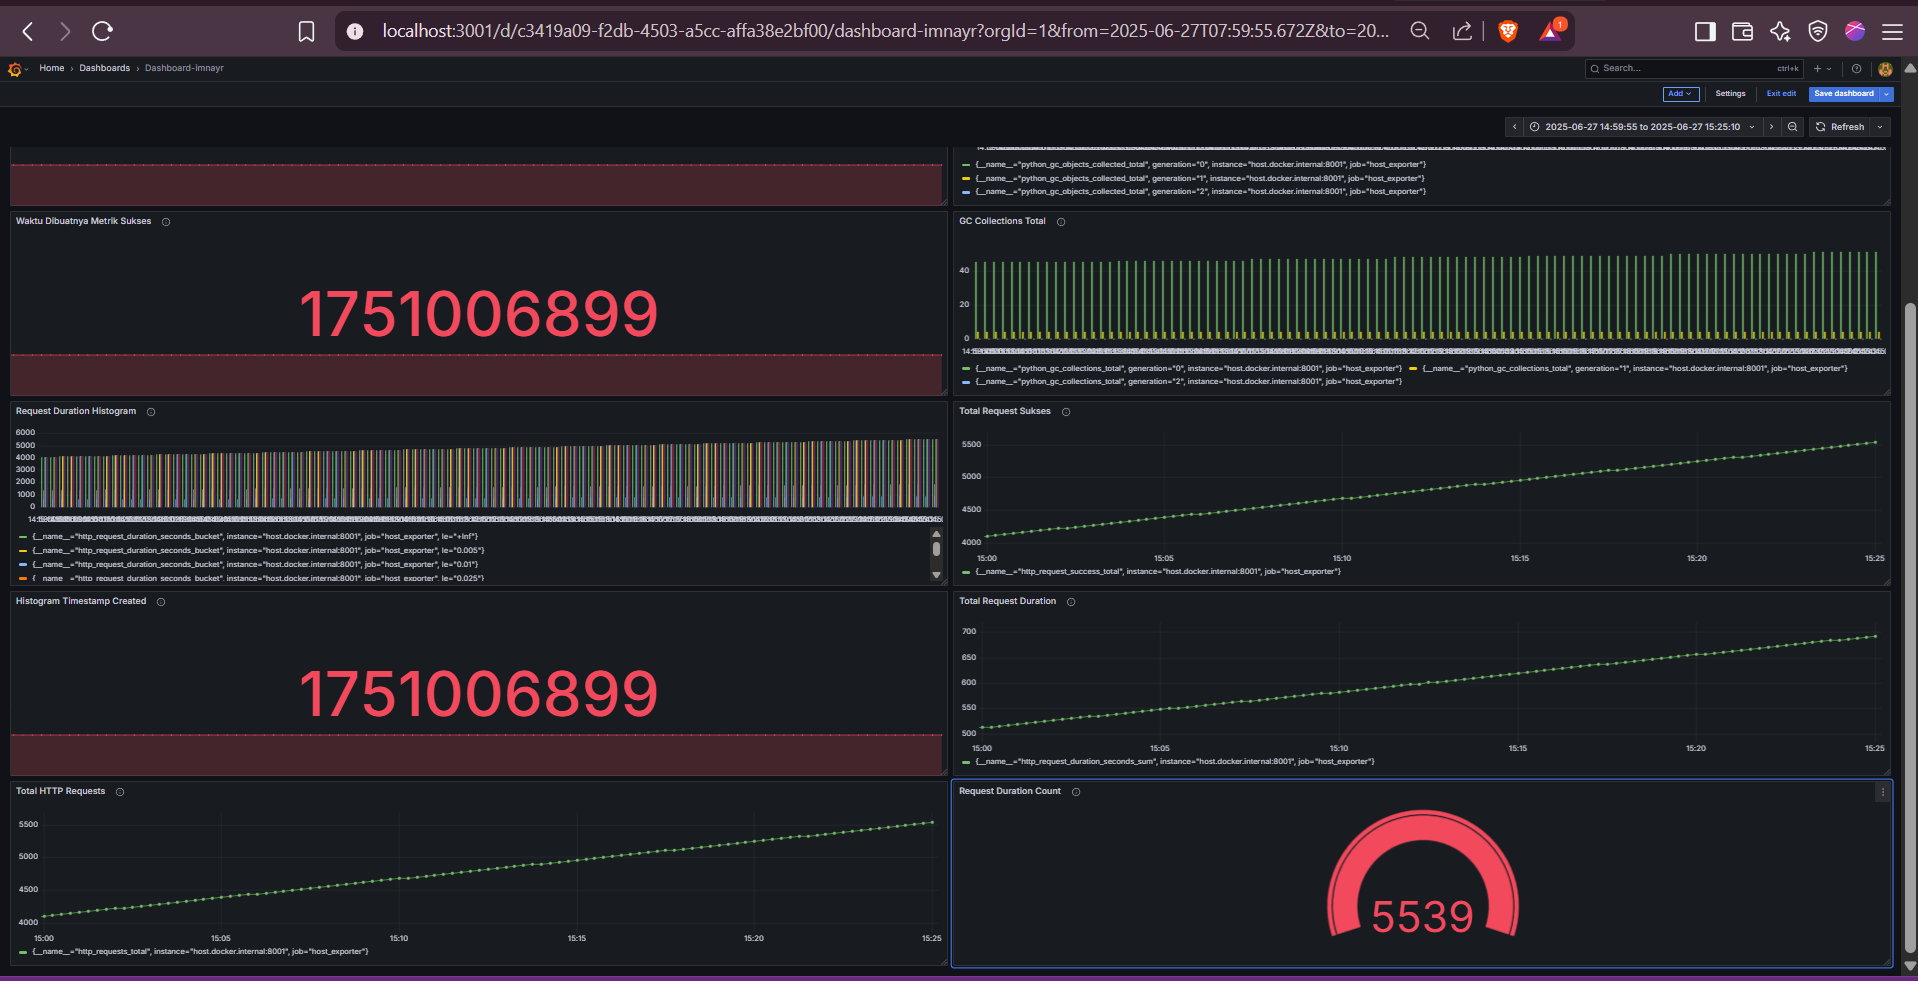 localhost:3001/d/c3419a09-f2db-4503-a5cc-affa38e2bf00/dashboard-imnayr?orgId=1&from=2025-06-27T07:59:55.672Z&to=20...
1
Home › Dashboards › Dashboard-imnayr
Search...
ctrl+k
Add
Settings
Exit edit
Save dashboard
2025-06-27 14:59:55 to 2025-06-27 15:25:10
Refresh
{__name__="python_gc_objects_collected_total", generation="0", instance="host.docker.internal:8001", job="host_exporter"}
{__name__="python_gc_objects_collected_total", generation="1", instance="host.docker.internal:8001", job="host_exporter"}
{__name__="python_gc_objects_collected_total", generation="2", instance="host.docker.internal:8001", job="host_exporter"}
Waktu Dibuatnya Metrik Sukses
1751006899
GC Collections Total
40
20
0
{__name__="python_gc_collections_total", generation="0", instance="host.docker.internal:8001", job="host_exporter"}
{__name__="python_gc_collections_total", generation="1", instance="host.docker.internal:8001", job="host_exporter"}
{__name__="python_gc_collections_total", generation="2", instance="host.docker.internal:8001", job="host_exporter"}
Request Duration Histogram
6000
5000
4000
3000
2000
1000
0
{__name__="http_request_duration_seconds_bucket", instance="host.docker.internal:8001", job="host_exporter", le="+Inf"}
{__name__="http_request_duration_seconds_bucket", instance="host.docker.internal:8001", job="host_exporter", le="0.005"}
{__name__="http_request_duration_seconds_bucket", instance="host.docker.internal:8001", job="host_exporter", le="0.01"}
{__name__="http_request_duration_seconds_bucket", instance="host.docker.internal:8001", job="host_exporter", le="0.025"}
Total Request Sukses
5500
5000
4500
4000
15:00 15:05 15:10 15:15 15:20 15:25
{__name__="http_request_success_total", instance="host.docker.internal:8001", job="host_exporter"}
Histogram Timestamp Created
1751006899
Total Request Duration
700
650
600
550
500
15:00 15:05 15:10 15:15 15:20 15:25
{__name__="http_request_duration_seconds_sum", instance="host.docker.internal:8001", job="host_exporter"}
Total HTTP Requests
5500
5000
4500
4000
15:00 15:05 15:10 15:15 15:20 15:25
{__name__="http_requests_total", instance="host.docker.internal:8001", job="host_exporter"}
Request Duration Count
5539